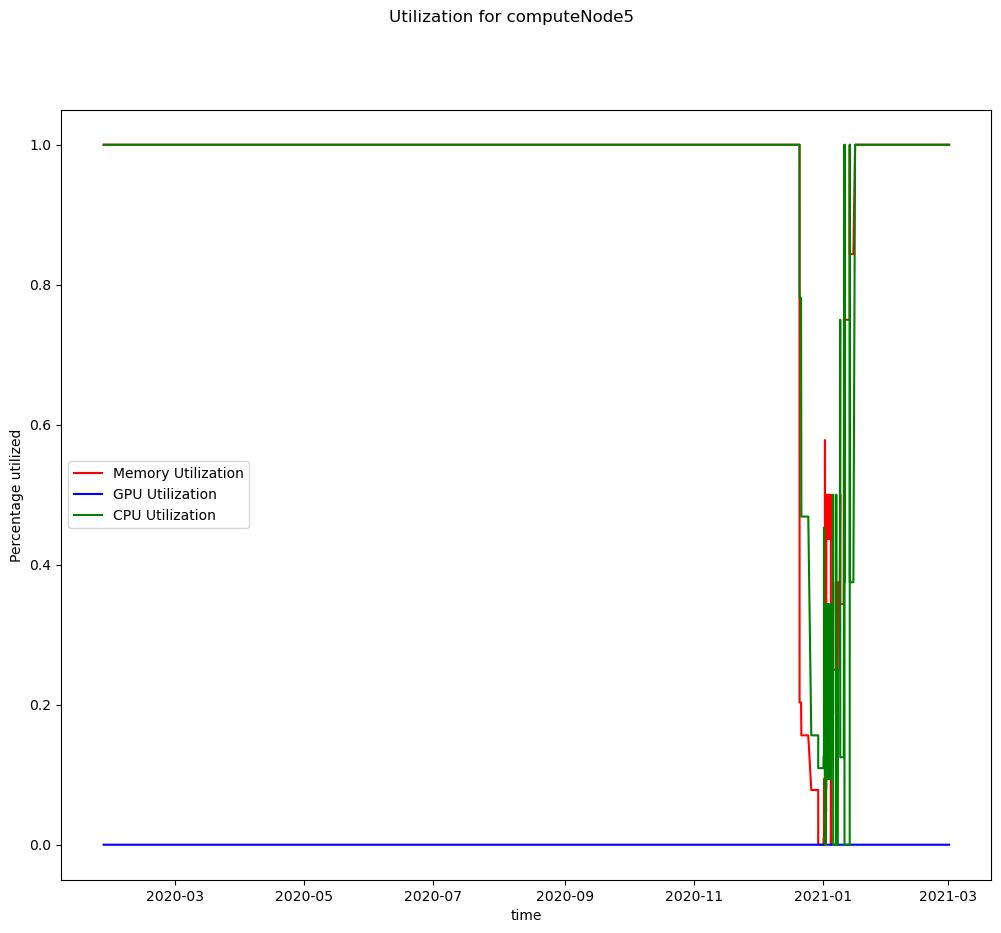 Utilization for computeNode5
1.0
0.8
0.6
0.4
0.2
0.0
Percentage utilized
Memory Utilization
GPU Utilization
CPU Utilization
2020-03
2020-05
2020-07
2020-09
2020-11
2021-01
2021-03
time